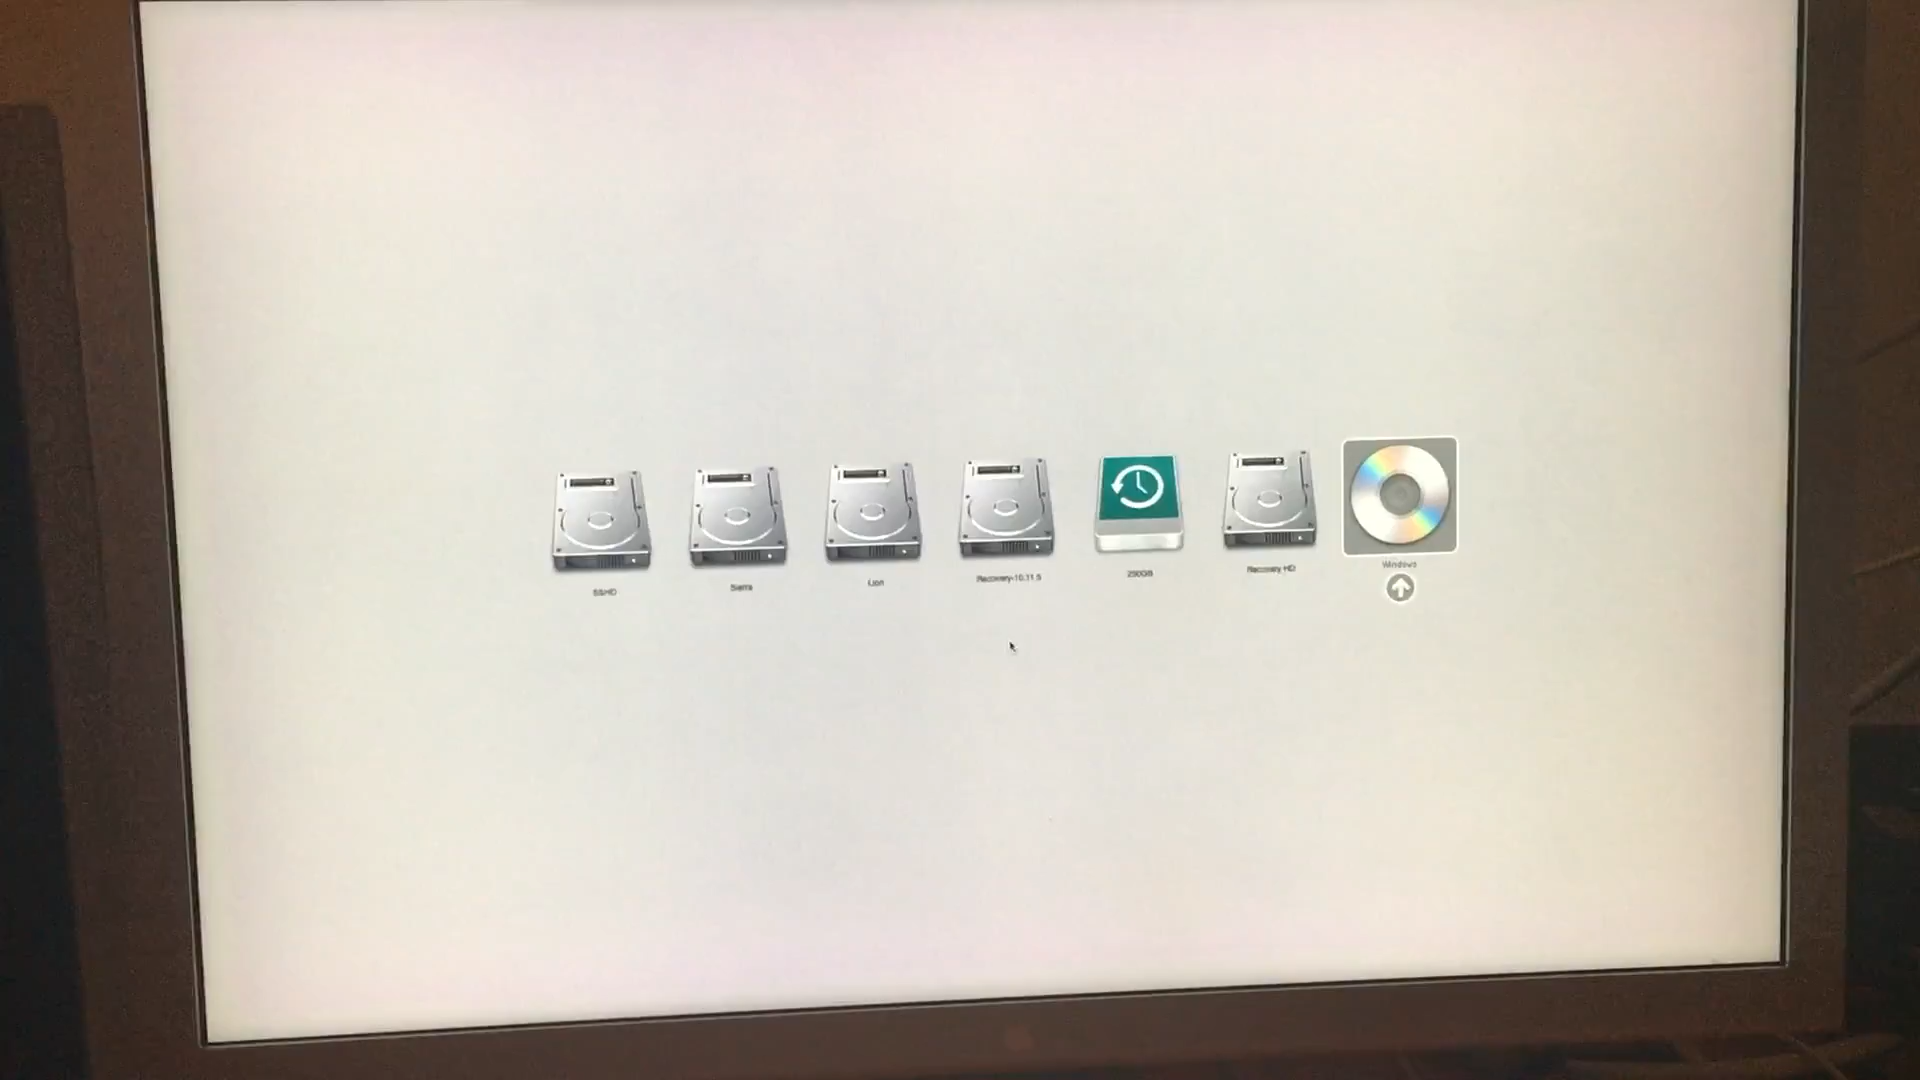 SSHD
Sierra
Lion
Recovery-10.11.5
250GB
Recovery HD
Windows